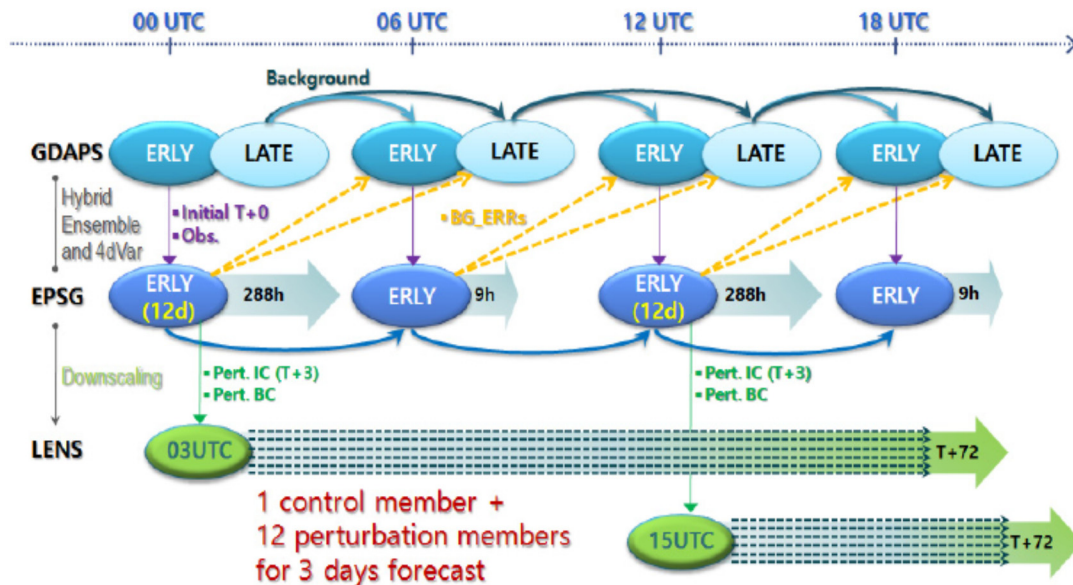 00 UTC 06 UTC 12 UTC 18 UTC
Background
GDAPS ERLY LATE ERLY LATE ERLY LATE ERLY LATE
Hybrid
Ensemble
and 4dVar
▪ Initial T+0
▪ Obs.
▪ BG_ERRs
EPSG ERLY (12d) 288h ERLY 9h ERLY (12d) 288h ERLY 9h
Downscaling
▪ Pert. IC (T+3)
▪ Pert. BC
▪ Pert. IC (T+3)
▪ Pert. BC
LENS 03UTC T+72
1 control member +
12 perturbation members
for 3 days forecast
15UTC T+72